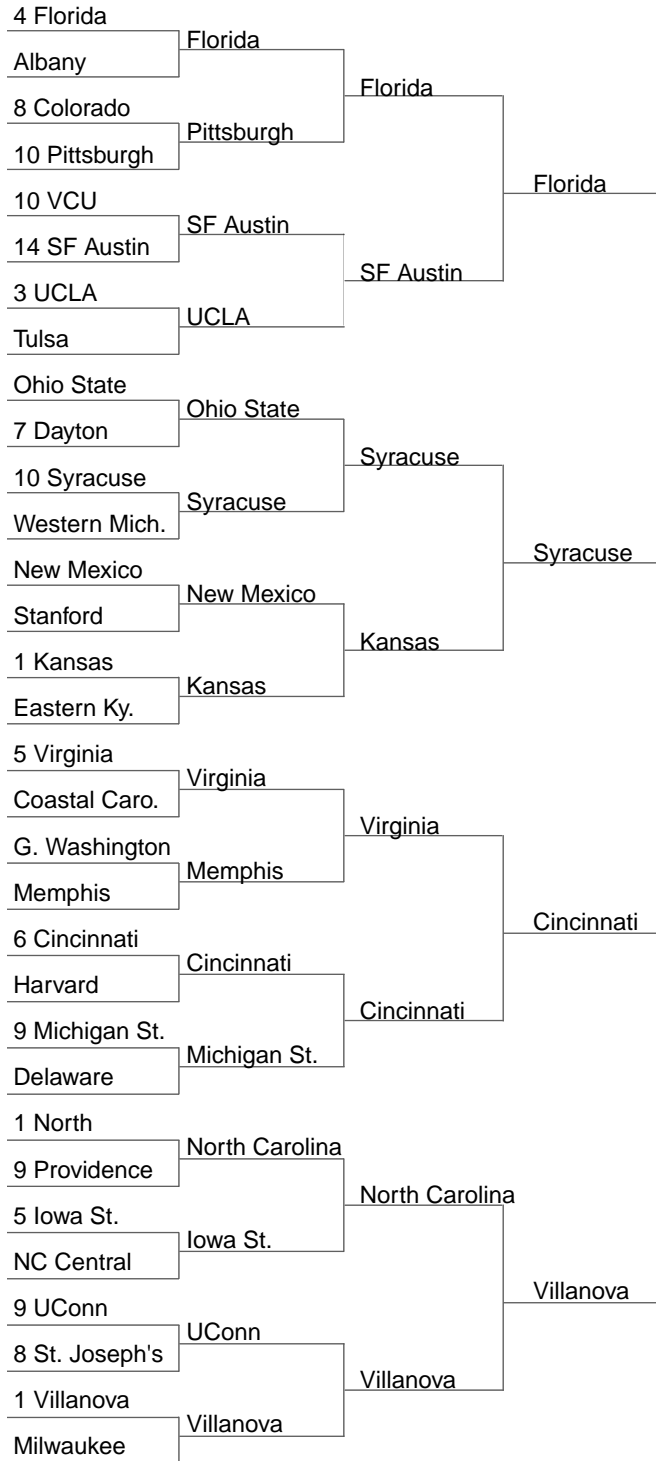 4 Florida
Albany
8 Colorado
10 Pittsburgh
10 VCU
14 SF Austin
3 UCLA
Tulsa
Ohio State
7 Dayton
10 Syracuse
Western Mich.
New Mexico
Stanford
1 Kansas
Eastern Ky.
5 Virginia
Coastal Caro.
G. Washington
Memphis
6 Cincinnati
Harvard
9 Michigan St.
Delaware
1 North
9 Providence
5 Iowa St.
NC Central
9 UConn
8 St. Joseph's
1 Villanova
Milwaukee
Florida
Pittsburgh
SF Austin
UCLA
Ohio State
Syracuse
New Mexico
Kansas
Virginia
Memphis
Cincinnati
Michigan St.
North Carolina
Iowa St.
UConn
Villanova
Florida
SF Austin
Syracuse
Kansas
Virginia
Cincinnati
North Carolina
Villanova
Florida
Syracuse
Cincinnati
Villanova